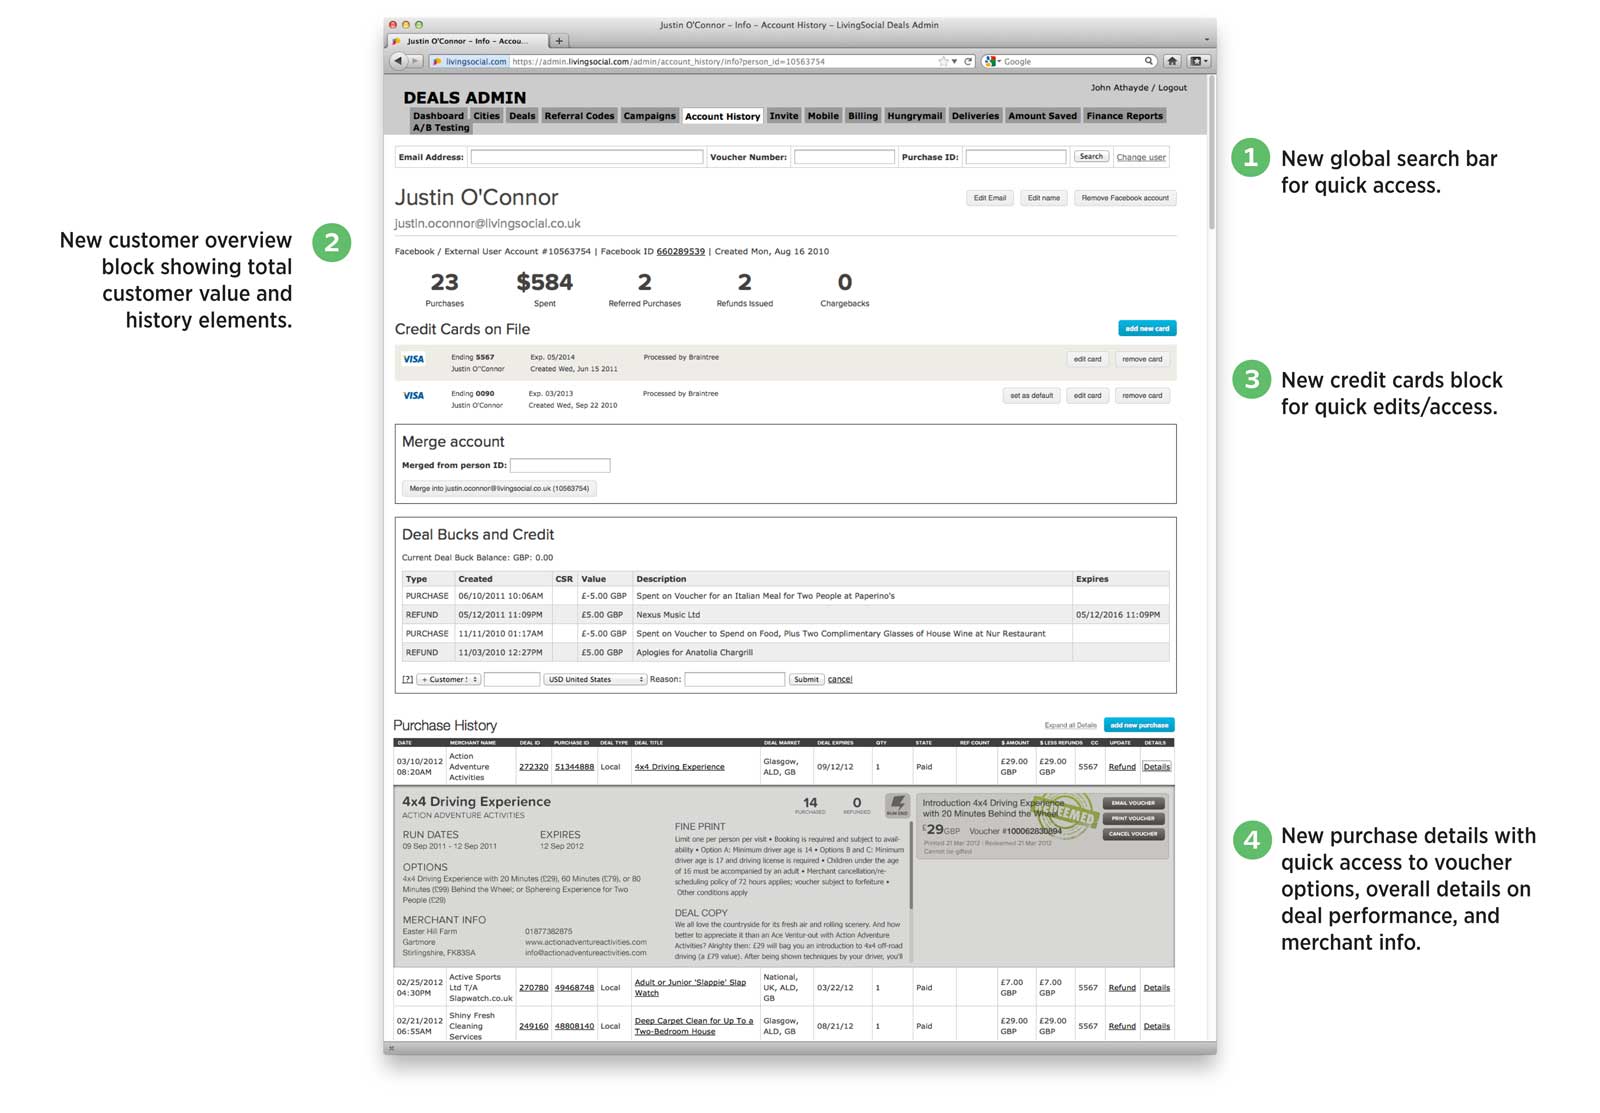 Justin O'Connor – Info – Account History – LivingSocial Deals Admin
Justin O'Connor – Info – Accou...
livingsocial.com https://admin.livingsocial.com/admin/account_history/info?person_id=10563754
Google
John Athayde / Logout
DEALS ADMIN
Dashboard Cities Deals Referral Codes Campaigns Account History Invite Mobile Billing Hungrymail Deliveries Amount Saved Finance Reports
A/B Testing
Email Address: Voucher Number: Purchase ID: Search Change user
1 New global search bar
for quick access.
Justin O'Connor
Edit Email Edit name Remove Facebook account
justin.oconnor@livingsocial.co.uk
2 New customer overview
block showing total
customer value and
history elements.
Facebook / External User Account #10563754 | Facebook ID 660289539 | Created Mon, Aug 16 2010
23 $584 2 2 0
Purchases Spent Referred Purchases Refunds Issued Chargebacks
Credit Cards on File
add new card
VISA Ending 5567 Exp. 05/2014 Processed by Braintree edit card remove card
Justin O''Connor Created Wed, Jun 15 2011
VISA Ending 0090 Exp. 03/2013 Processed by Braintree set as default edit card remove card
Justin O'Connor Created Wed, Sep 22 2010
3 New credit cards block
for quick edits/access.
Merge account
Merged from person ID:
Merge into justin.oconnor@livingsocial.co.uk (10563754)
Deal Bucks and Credit
Current Deal Buck Balance: GBP: 0.00
Type Created CSR Value Description Expires
PURCHASE 06/10/2011 10:06AM £-5.00 GBP Spent on Voucher for an Italian Meal for Two People at Paperino's
REFUND 05/12/2011 11:09PM £5.00 GBP Nexus Music Ltd 05/12/2016 11:09PM
PURCHASE 11/11/2010 01:17AM £-5.00 GBP Spent on Voucher to Spend on Food, Plus Two Complimentary Glasses of House Wine at Nur Restaurant
REFUND 11/03/2010 12:27PM £5.00 GBP Aplogies for Anatolia Chargrill
[?] + Customer USD United States Reason: Submit cancel
Purchase History
Expand all Details add new purchase
DATE MERCHANT NAME DEAL ID PURCHASE ID DEAL TYPE DEAL TITLE DEAL MARKET DEAL EXPIRES QTY STATE REF COUNT $ AMOUNT $ LESS REFUNDS CC UPDATE DETAILS
03/10/2012 08:20AM Action Adventure Activities 272320 51344888 Local 4x4 Driving Experience Glasgow, ALD, GB 09/12/12 1 Paid £29.00 GBP £29.00 GBP 5567 Refund Details
4x4 Driving Experience
ACTION ADVENTURE ACTIVITIES
14 PURCHASED 0 REFUNDED RUN END
RUN DATES EXPIRES
09 Sep 2011 - 12 Sep 2011 12 Sep 2012
OPTIONS
4x4 Driving Experience with 20 Minutes (£29), 60 Minutes (£79), or 80
Minutes (£99) Behind the Wheel; or Sphereing Experience for Two
People (£29)
MERCHANT INFO
Easter Hill Farm 01877382875
Gartmore www.actionadventureactivities.com
Stirlingshire, FK83SA info@actionadventureactivities.com
FINE PRINT
Limit one per person per visit • Booking is required and subject to avail-
ability • Option A: Minimum driver age is 14 • Options B and C: Minimum
driver age is 17 and driving license is required • Children under the age
of 16 must be accompanied by an adult • Merchant cancellation/re-
scheduling policy of 72 hours applies; voucher subject to forfeiture •
Other conditions apply
DEAL COPY
We all love the countryside for its fresh air and rolling scenery. And how
better to appreciate it than an Ace Ventur-out with Action Adventure
Activities? Alrighty then: £29 will bag you an introduction to 4x4 off-road
driving (a £79 value). After being shown techniques by your driver, you'll
Introduction 4x4 Driving Experience
with 20 Minutes Behind the Wheel
REDEEMED
£29GBP Voucher #100062830894
Printed 21 Mar 2012 · Reviewed 21 Mar 2012
Cannot be gifted
EMAIL VOUCHER
PRINT VOUCHER
CANCEL VOUCHER
4 New purchase details with
quick access to voucher
options, overall details on
deal performance, and
merchant info.
02/25/2012 04:30PM Active Sports Ltd T/A Slapwatch.co.uk 270780 49468748 Local Adult or Junior 'Slappie' Slap Watch National, UK, ALD, GB 03/22/12 1 Paid £7.00 GBP £7.00 GBP 5567 Refund Details
02/21/2012 06:55AM Shiny Fresh Cleaning Services 249160 48808140 Local Deep Carpet Clean for Up To a Two-Bedroom House Glasgow, ALD, GB 08/21/12 1 Paid £29.00 GBP £29.00 GBP 5567 Refund Details